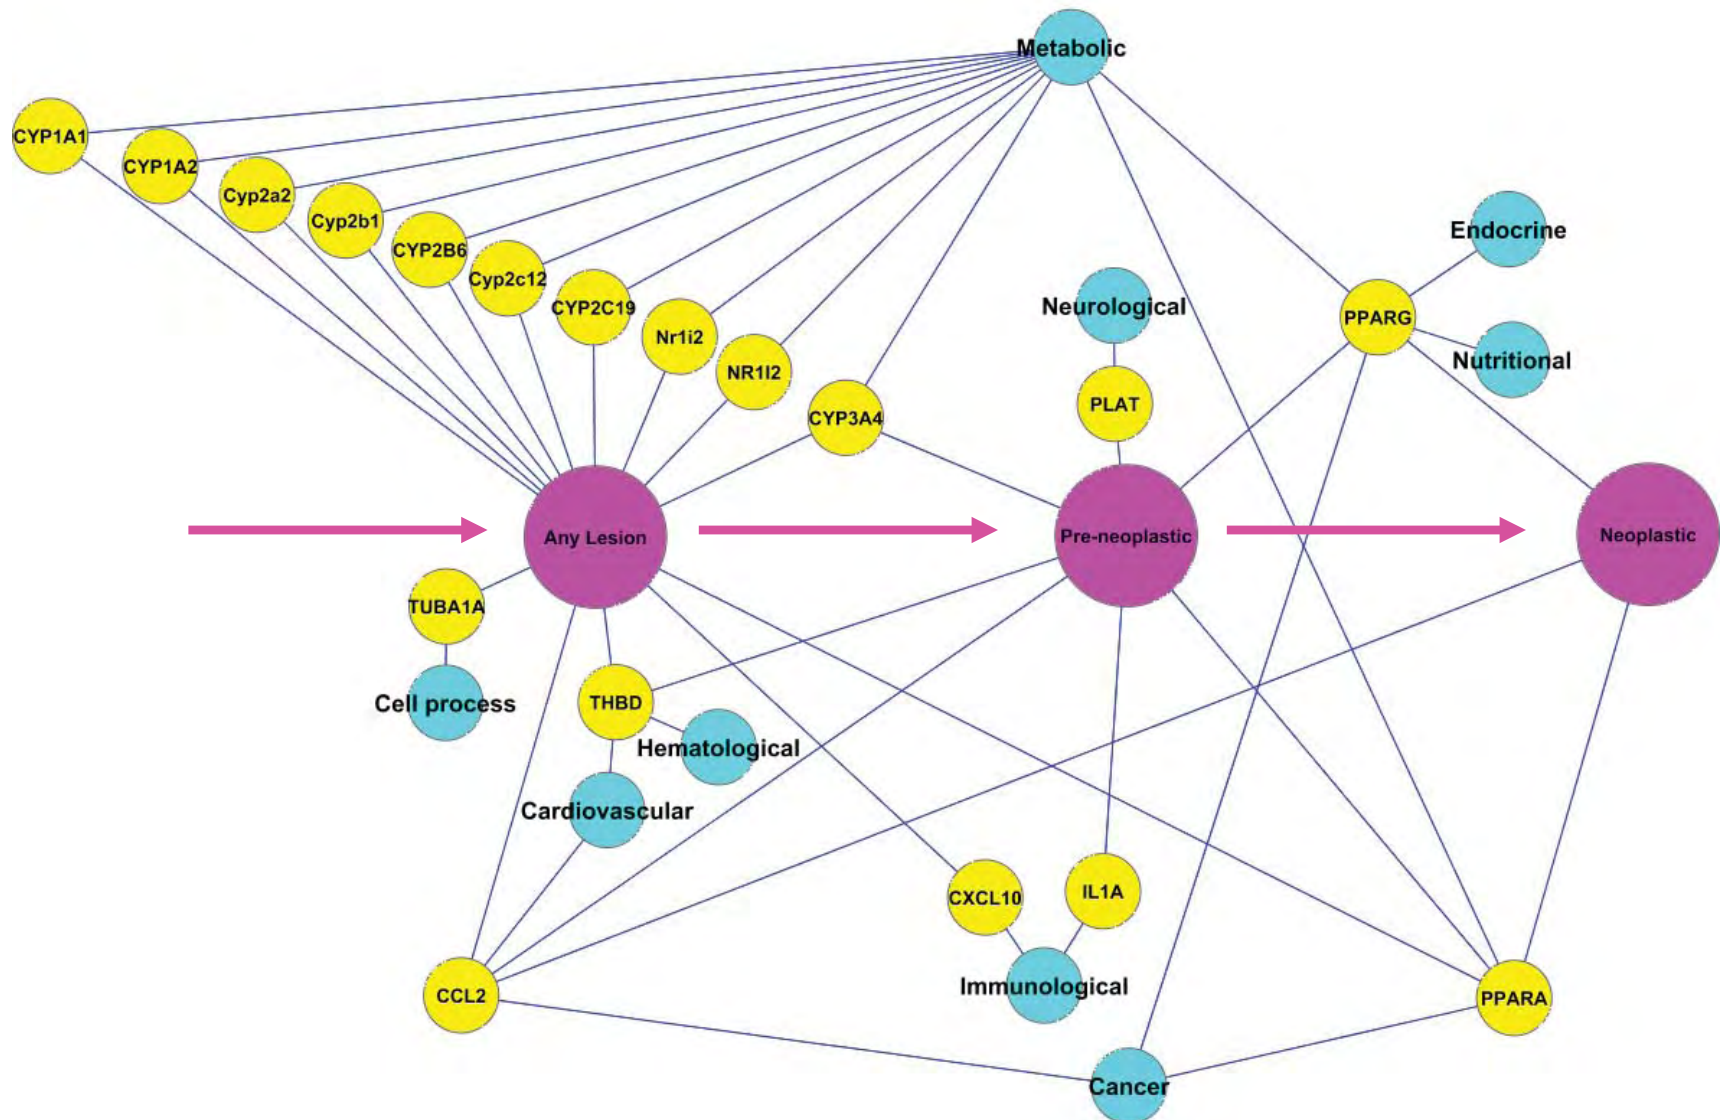 Metabolic
CYP1A1
CYP1A2
Cyp2a2
Cyp2b1
CYP2B6
Cyp2c12
CYP2C19
Nr1i2
NR1I2
CYP3A4
Neurological
PLAT
Endocrine
PPARG
Nutritional
Any Lesion
Pre-neoplastic
Neoplastic
TUBA1A
Cell process
THBD
Hematological
Cardiovascular
CXCL10
IL1A
CCL2
Immunological
PPARA
Cancer